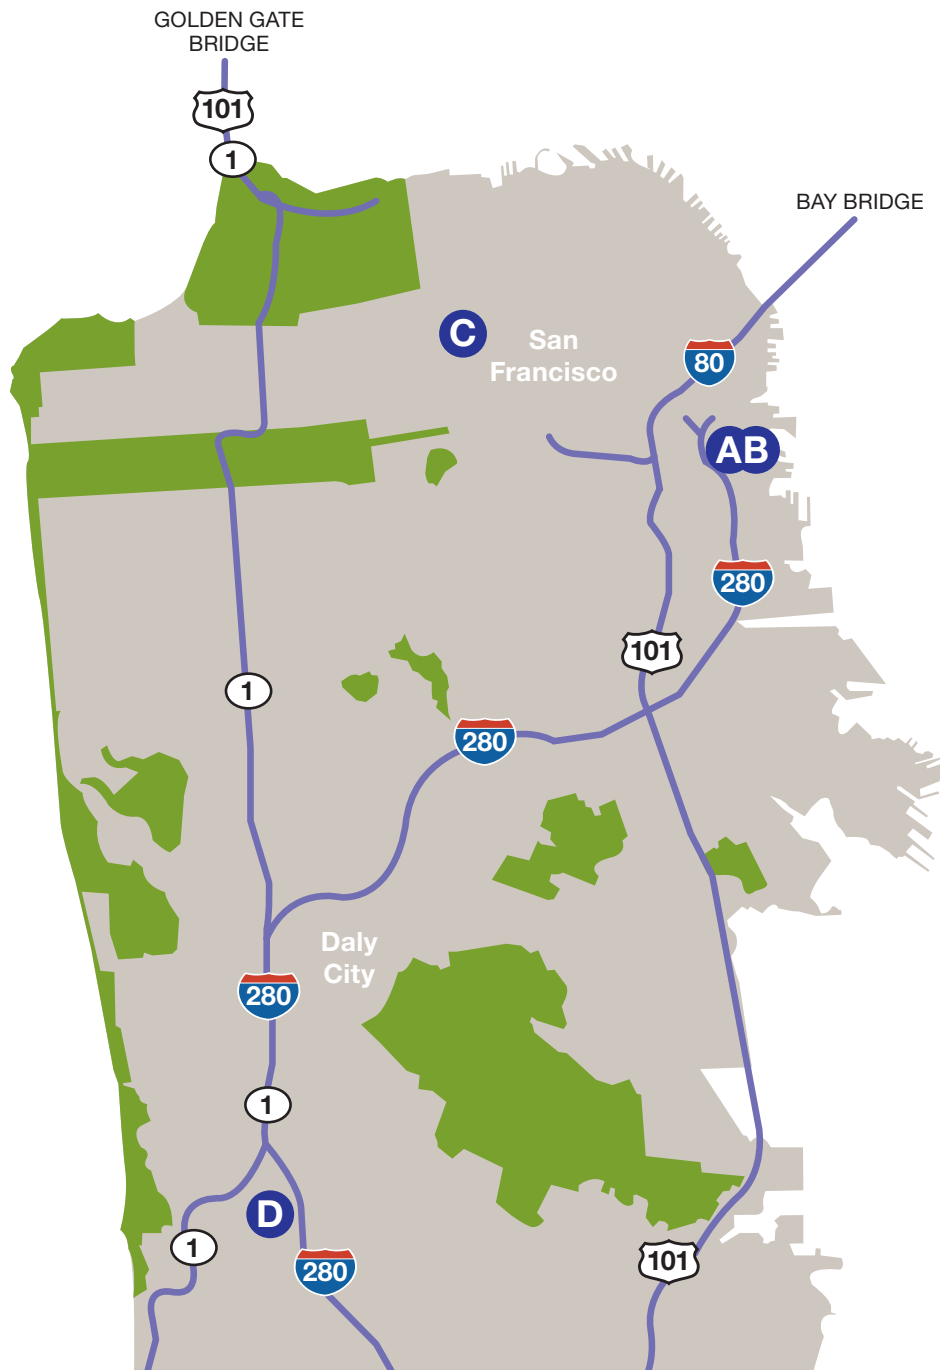 GOLDEN GATE
BRIDGE
101
1
BAY BRIDGE
C
San
Francisco
80
AB
280
101
1
280
Daly
City
280
1
D
1
280
101